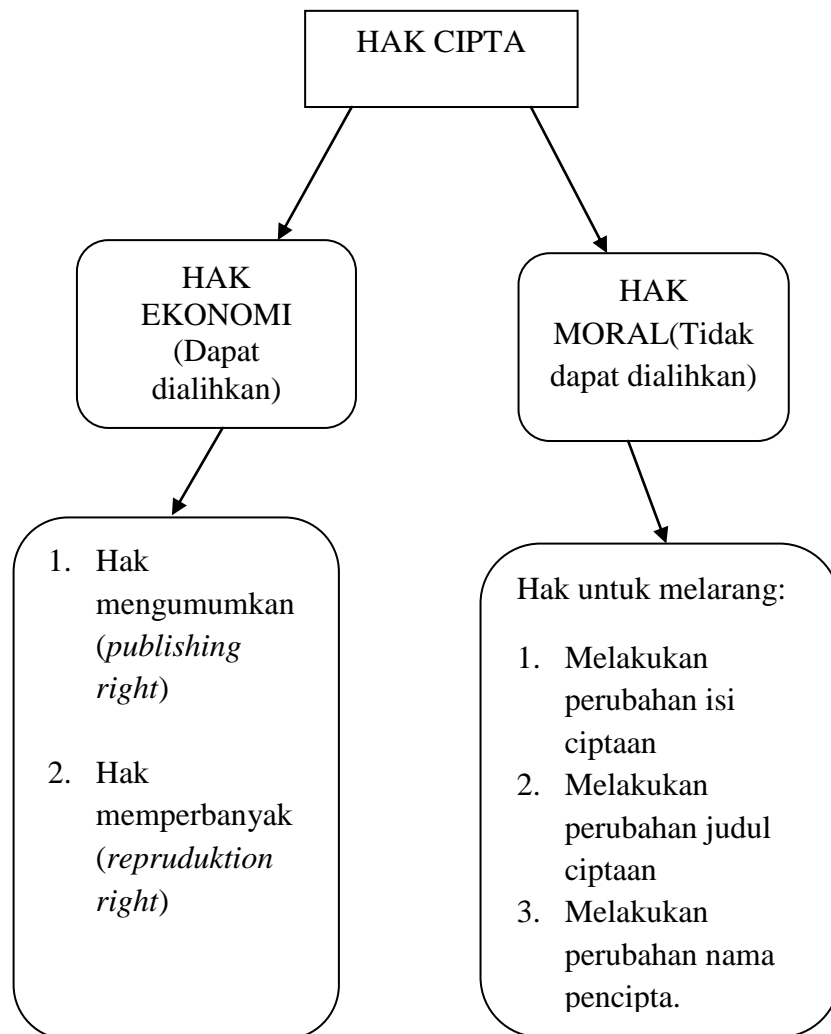 HAK CIPTA
HAK
EKONOMI
(Dapat
dialihkan)
HAK
MORAL(Tidak
dapat dialihkan)
1. Hak
mengumumkan
(publishing
right)
2. Hak
memperbanyak
(repruduktion
right)
Hak untuk melarang:
1. Melakukan
perubahan isi
ciptaan
2. Melakukan
perubahan judul
ciptaan
3. Melakukan
perubahan nama
pencipta.